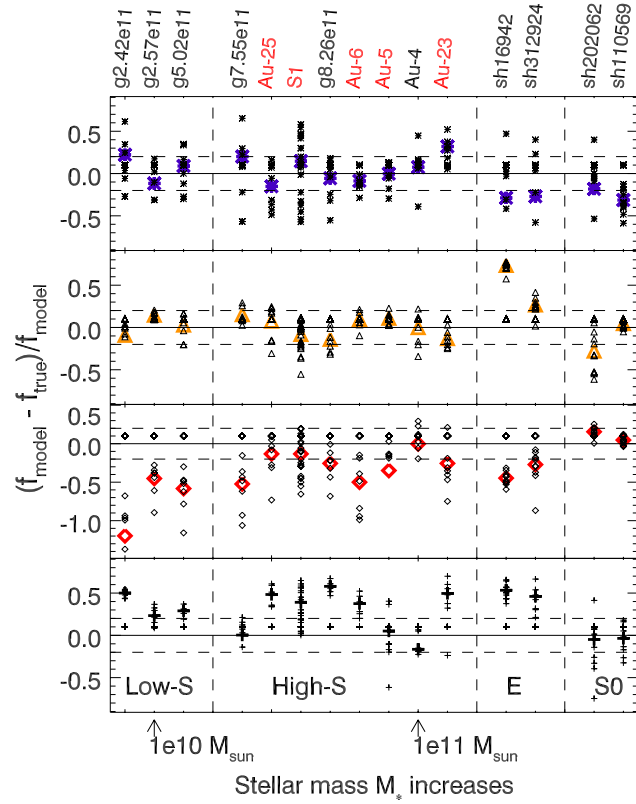 g2.42e11
g2.57e11
g5.02e11
g7.55e11
Au-25
S1
g8.26e11
Au-6
Au-5
Au-4
Au-23
sh16942
sh312924
sh202062
sh110569
(f_model - f_true)/f_model
0.5
0.0
-0.5
0.5
0.0
-0.5
0.5
0.0
-0.5
-1.0
0.5
0.0
-0.5
Low-S High-S E S0
1e10 M_sun 1e11 M_sun
Stellar mass M_* increases